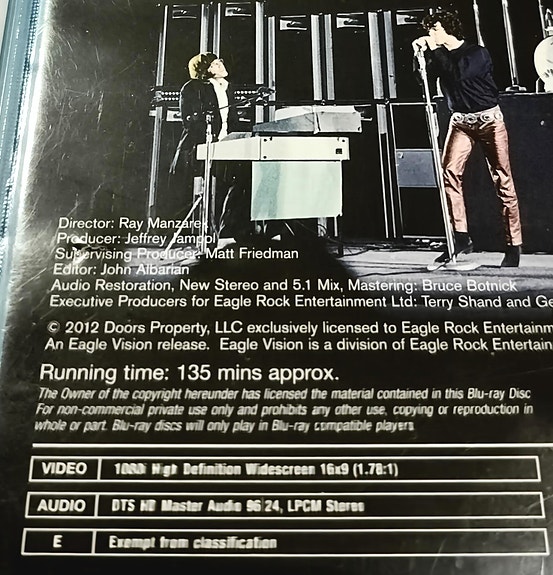 Director: Ray Manzarek
Producer: Jeffrey Jampol
Supervising Producer: Matt Friedman
Editor: John Albarian
Audio Restoration, New Stereo and 5.1 Mix, Mastering: Bruce Botnick
Executive Producers for Eagle Rock Entertainment Ltd: Terry Shand and Ge
© 2012 Doors Property, LLC exclusively licensed to Eagle Rock Entertainm
An Eagle Vision release. Eagle Vision is a division of Eagle Rock Entertain
Running time: 135 mins approx.
The Owner of the copyright hereunder has licensed the material contained in this Blu-ray Disc
For non-commercial private use only and prohibits any other use, copying or reproduction in
whole or part. Blu-ray discs will only play in Blu-ray compatible players
VIDEO 1080i High Definition Widescreen 16x9 (1.78:1)
AUDIO DTS HD Master Audio 96/24, LPCM Stereo
E Exempt from classification